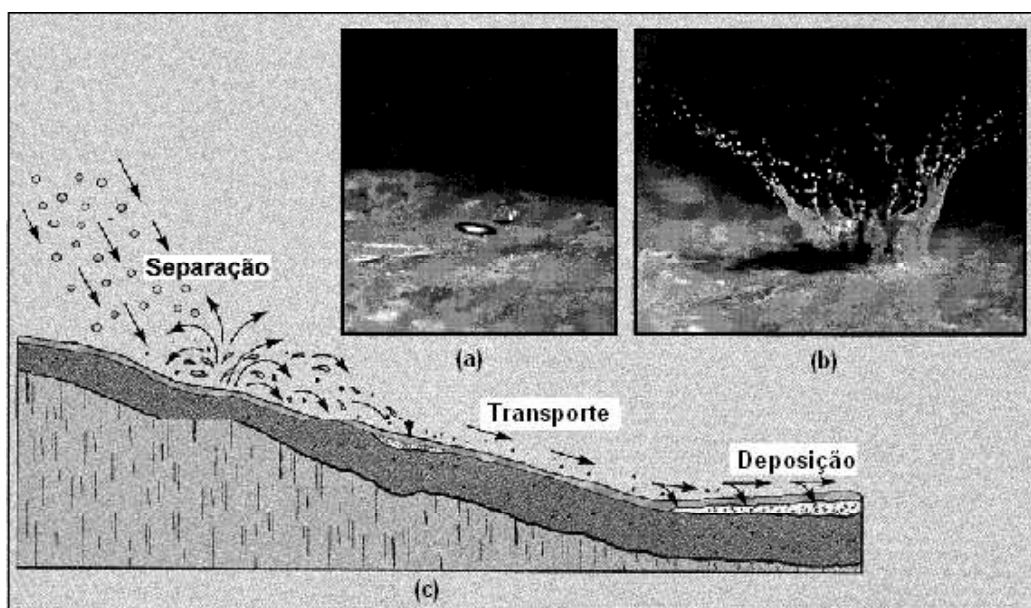 Separação
(a)
(b)
Transporte
Deposição
(c)